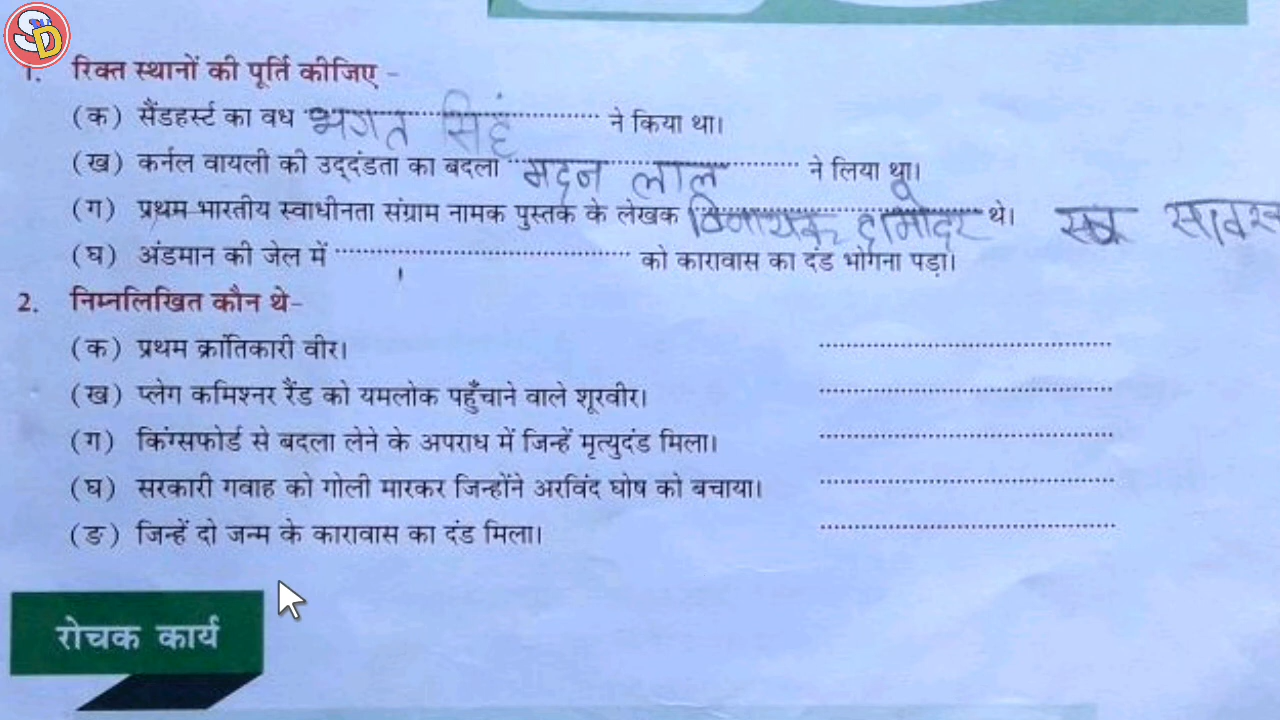 SD
1. रिक्त स्थानों की पूर्ति कीजिए -
(क) सैंडहर्स्ट का वध भगत सिहं ने किया था।
(ख) कर्नल वायली की उद्दंडता का बदला मदन लाल ने लिया था।
(ग) प्रथम भारतीय स्वाधीनता संग्राम नामक पुस्तक के लेखक विनायक दामोदर थे। सावर
(घ) अंडमान की जेल में को कारावास का दंड भोगना पड़ा।
2. निम्नलिखित कौन थे-
(क) प्रथम क्रांतिकारी वीर।
(ख) प्लेग कमिश्नर रैंड को यमलोक पहुँचाने वाले शूरवीर।
(ग) किंग्सफोर्ड से बदला लेने के अपराध में जिन्हें मृत्युदंड मिला।
(घ) सरकारी गवाह को गोली मारकर जिन्होंने अरविंद घोष को बचाया।
(ङ) जिन्हें दो जन्म के कारावास का दंड मिला।
रोचक कार्य